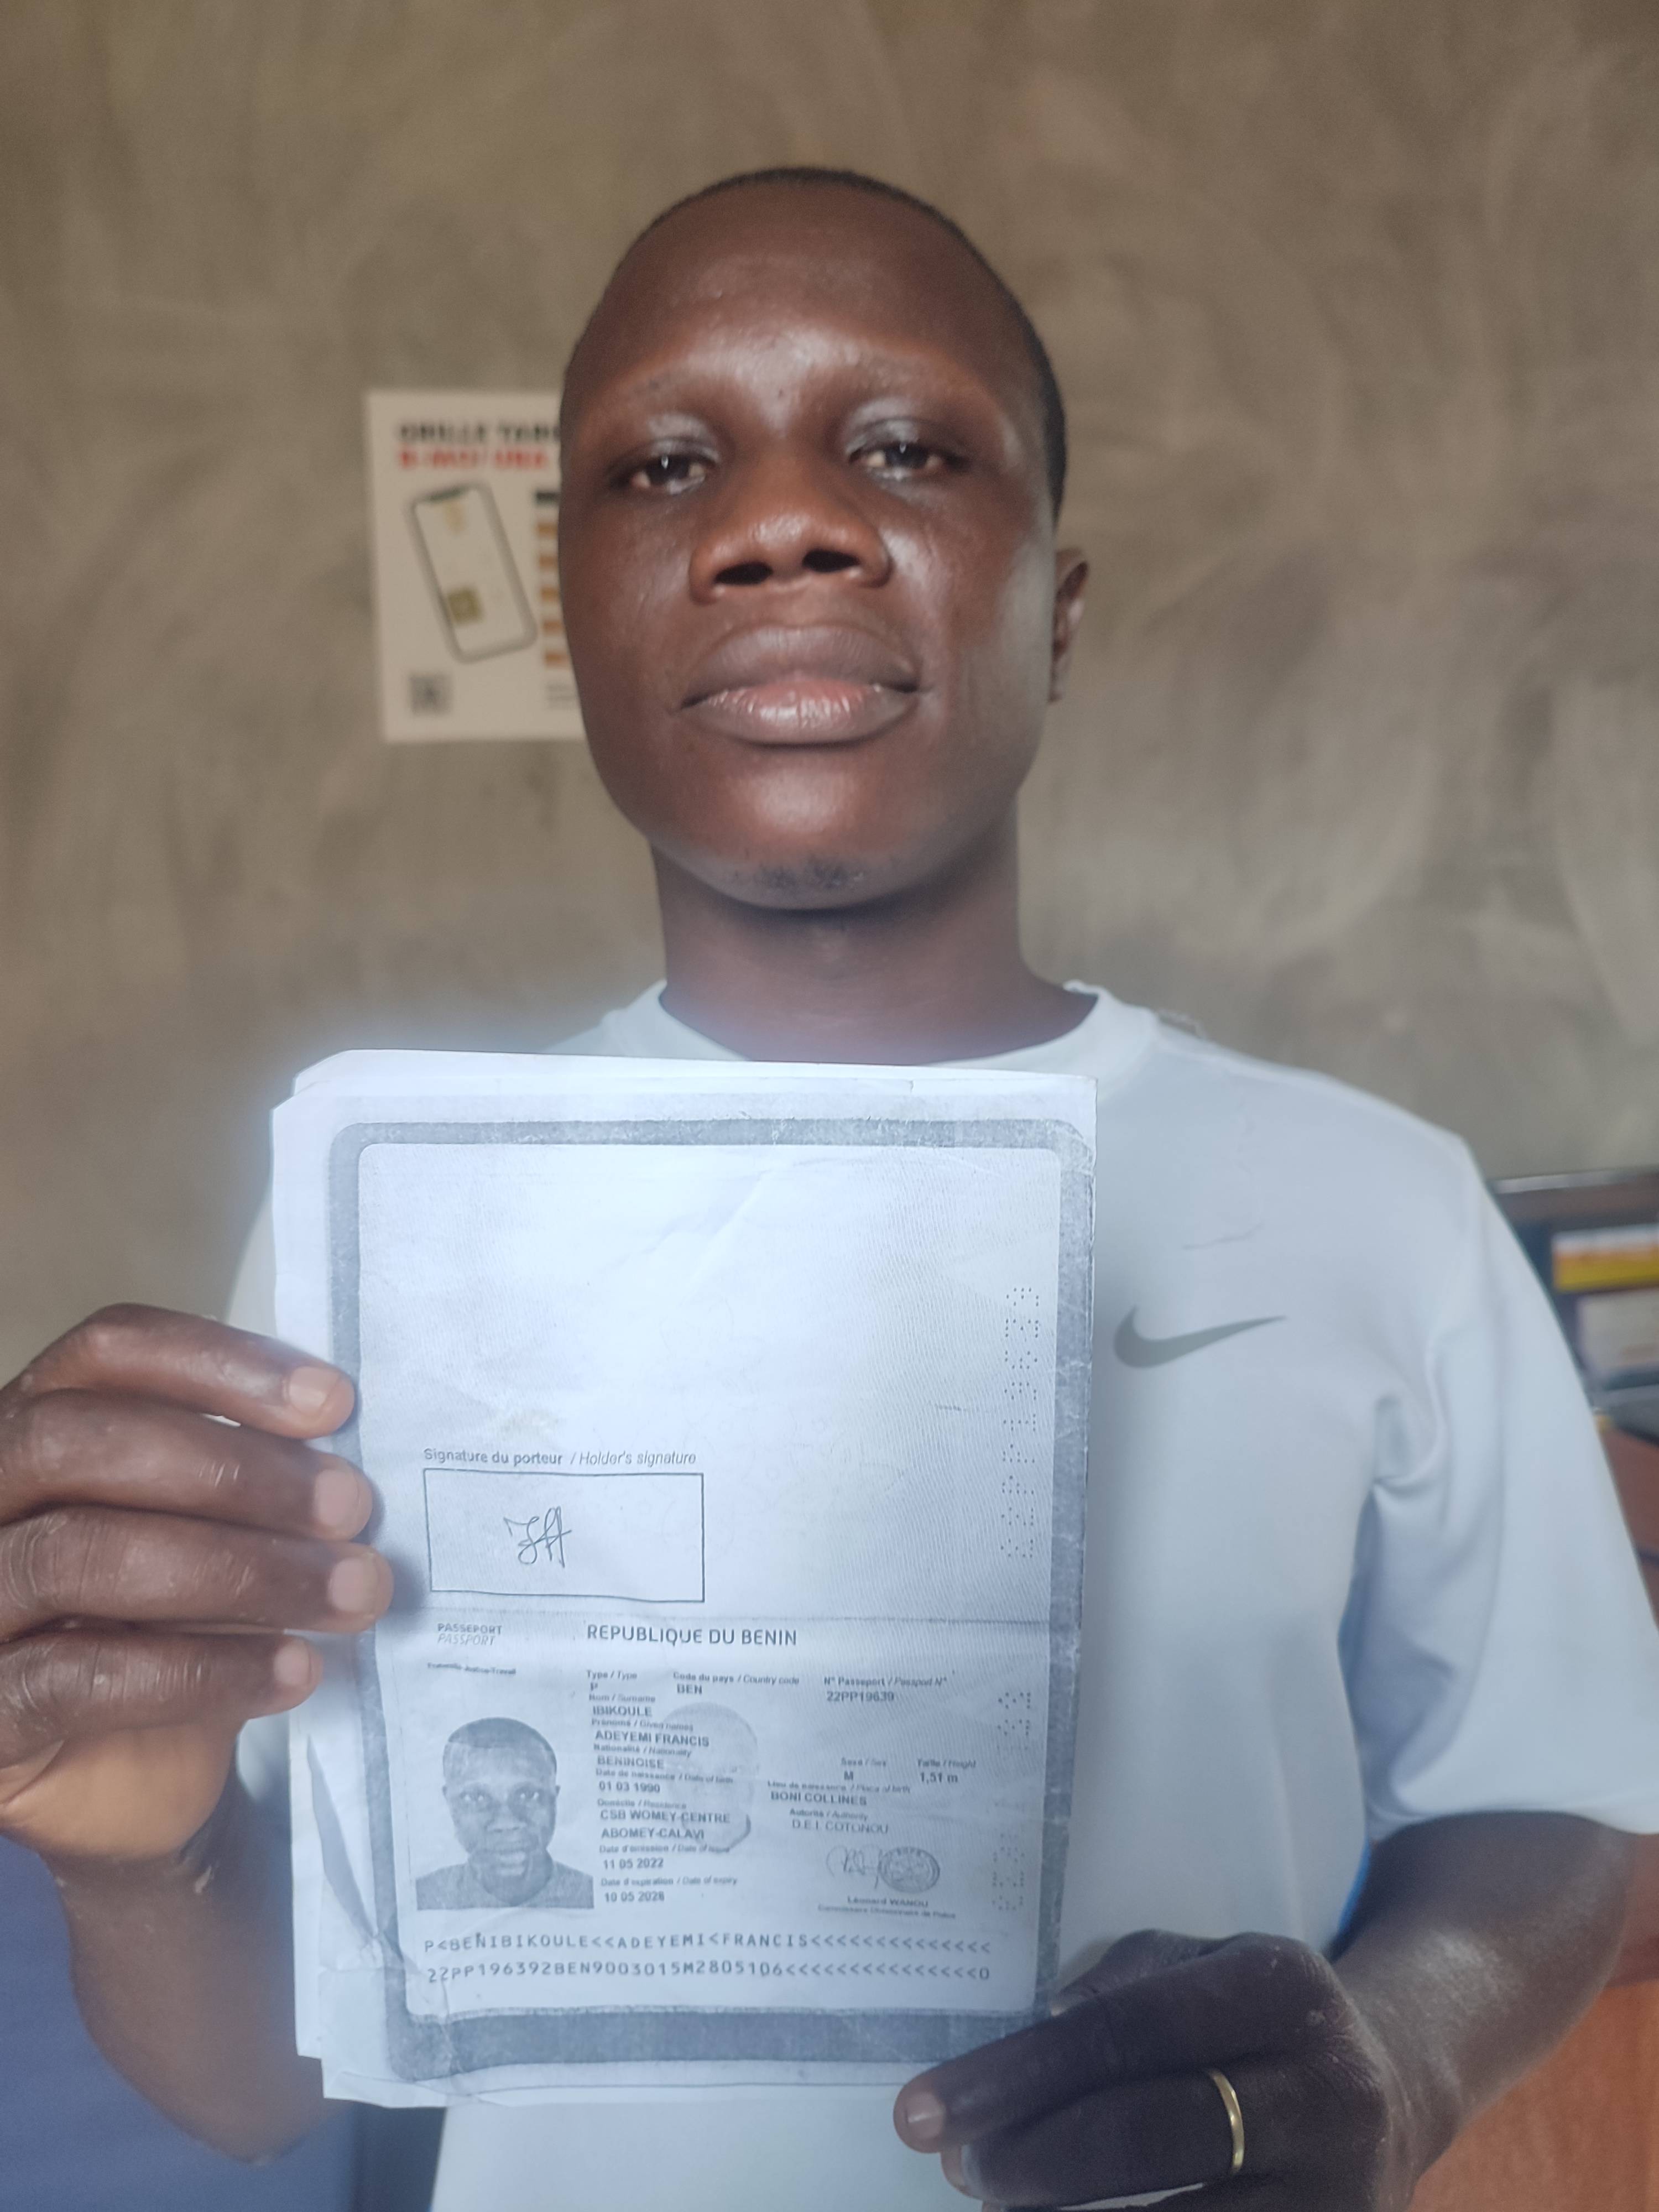 GRILLE
Signature du porteur / Holder's signature
PASSEPORT
PASSPORT
REPUBLIQUE DU BENIN
Type / Type
Code du pays / Country code
N° Passeport / Passport N°
P
BEN
22PP19639
Nom / Surname
IBIKOULE
Prénoms / Given names
ADEYEMI FRANCIS
Nationalité / Nationality
BENINOISE
Sexe / Sex
Taille / Height
M
1,51 m
Date de naissance / Date of birth
01 03 1990
Lieu de naissance / Place of birth
BONI COLLINES
Domicile / Residence
CSB WOMEY-CENTRE
ABOMEY-CALAVI
Autorité / Authority
D.E.I. COTONOU
Date d'émission / Date of issue
11 05 2022
Date d'expiration / Date of expiry
10 05 2028
Léonard WANOU
P<BENIBIKOULE<<ADEYEMI<FRANCIS<<<<<<<<<<<<<<
22PP196392BEN9003015M2805106<<<<<<<<<<<<<<<0